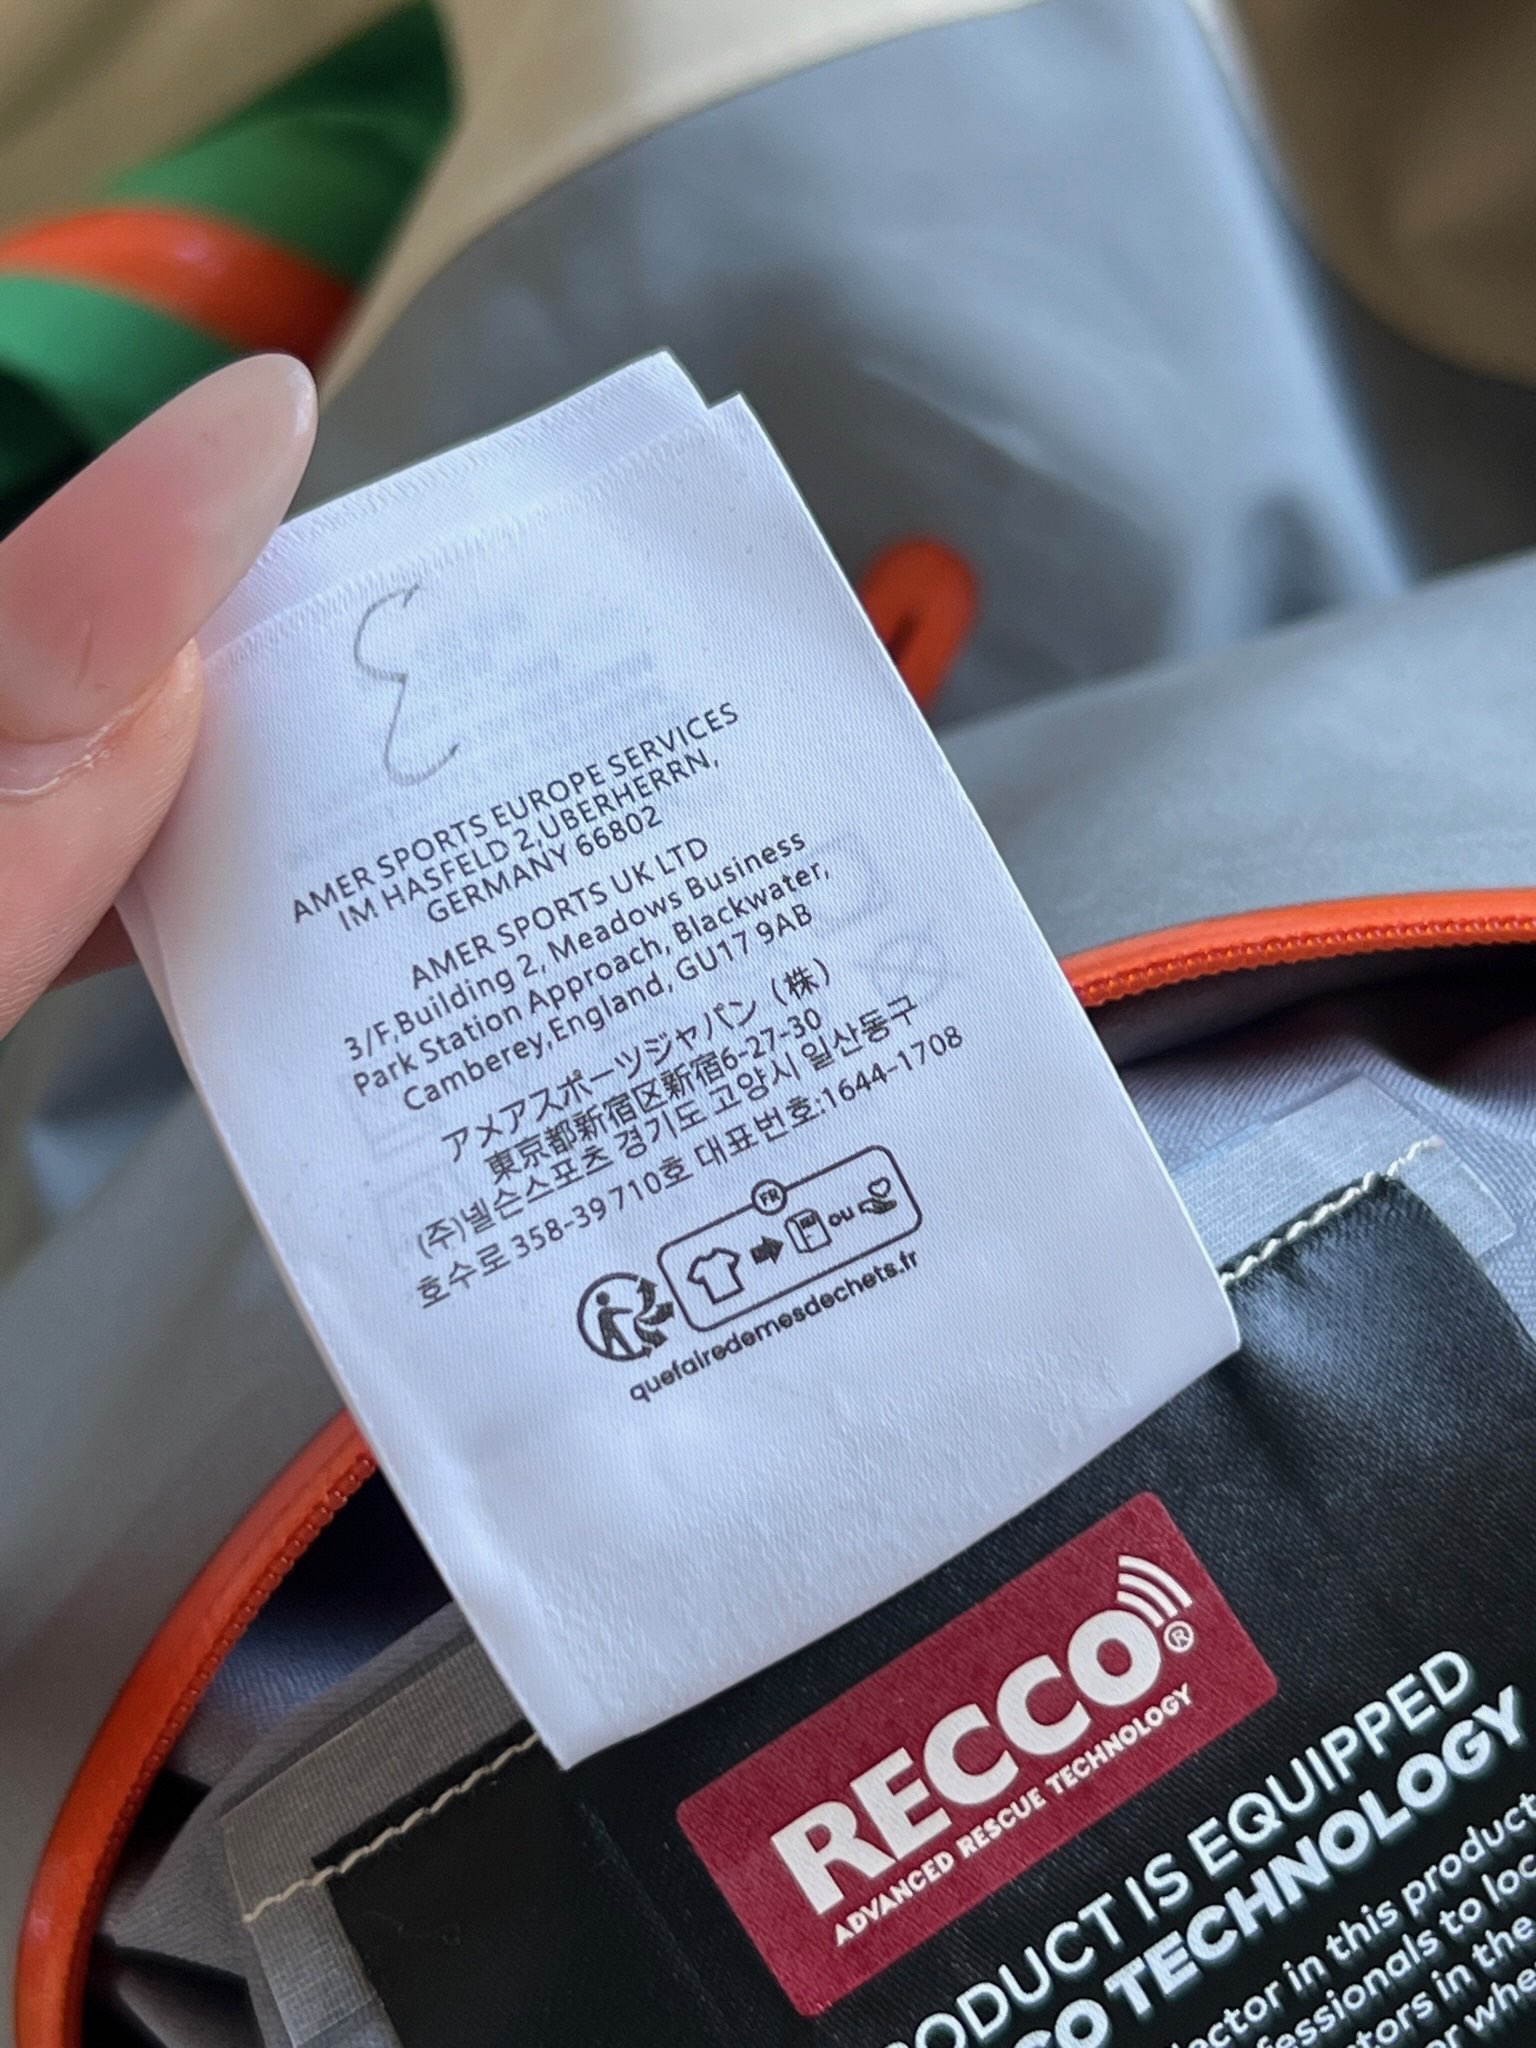 AMER SPORTS EUROPE SERVICES
IM HASFELD 2,UBERHERRN,
GERMANY 66802
AMER SPORTS UK LTD
3/F,Building 2, Meadows Business
Park Station Approach, Blackwater,
Camberey,England, GU17 9AB
アメアスポーツジャパン（株）
東京都新宿区新宿6-27-30
(주)넬슨스포츠 경기도 고양시 일산동구
호수로 358-39 710호 대표번호:1644-1708
FR
ou
quefairedemesdechets.fr
RECCO®
ADVANCED RESCUE TECHNOLOGY
PRODUCT IS EQUIPPED
TECHNOLOGY
in this product
to
in the